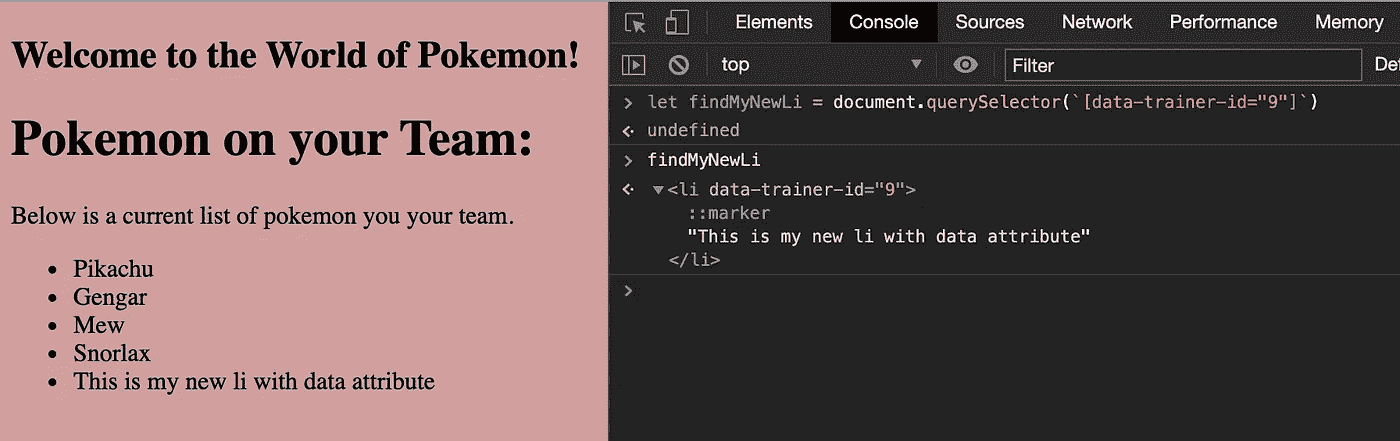 Welcome to the World of Pokemon!
Pokemon on your Team:
Below is a current list of pokemon you your team.
• Pikachu
• Gengar
• Mew
• Snorlax
• This is my new li with data attribute
Elements Console Sources Network Performance Memory
top Filter
let findMyNewLi = document.querySelector(`[data-trainer-id="9"]`)
undefined
findMyNewLi
<li data-trainer-id="9">
::marker
"This is my new li with data attribute"
</li>